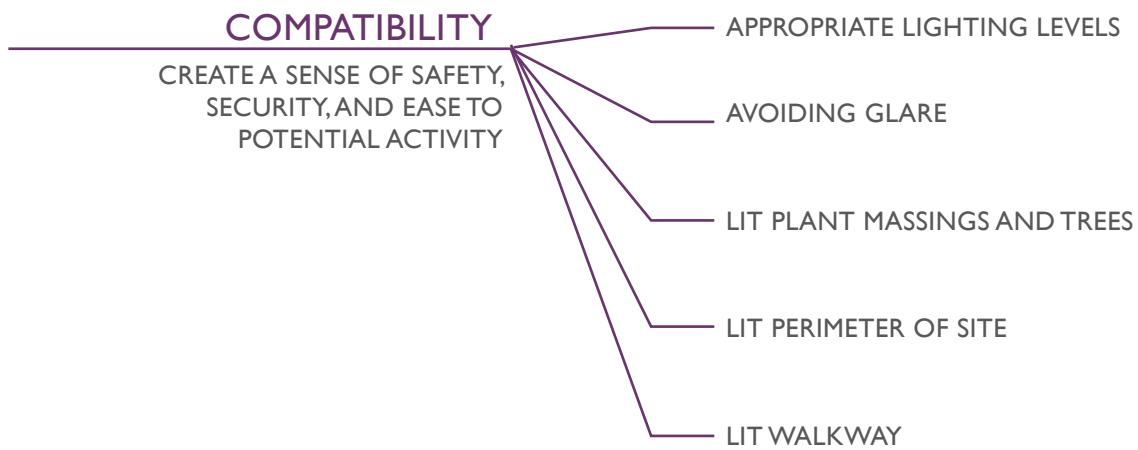 COMPATIBILITY
CREATE A SENSE OF SAFETY,
SECURITY, AND EASE TO
POTENTIAL ACTIVITY
APPROPRIATE LIGHTING LEVELS
AVOIDING GLARE
LIT PLANT MASSINGS AND TREES
LIT PERIMETER OF SITE
LIT WALKWAY